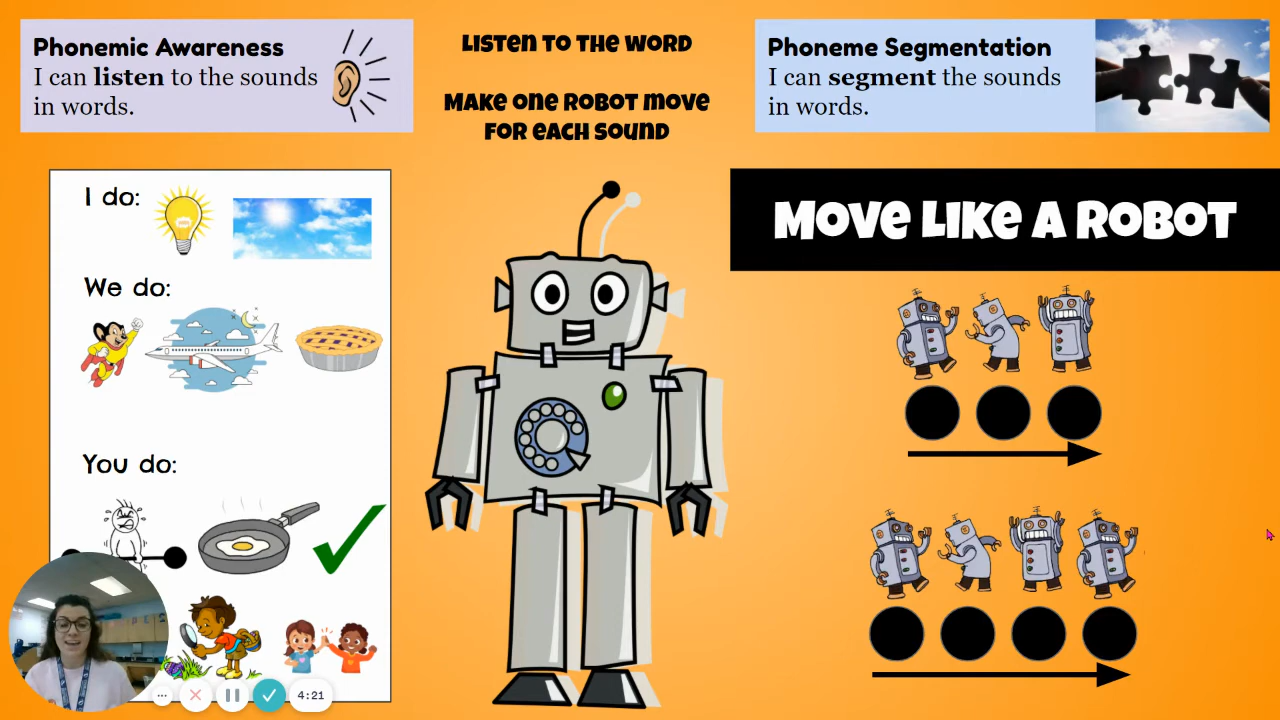 Phonemic Awareness
I can listen to the sounds
in words.
Listen to the word
Make one robot move
for each sound
Phoneme Segmentation
I can segment the sounds
in words.
I do:
We do:
You do:
Move Like a Robot
4:21